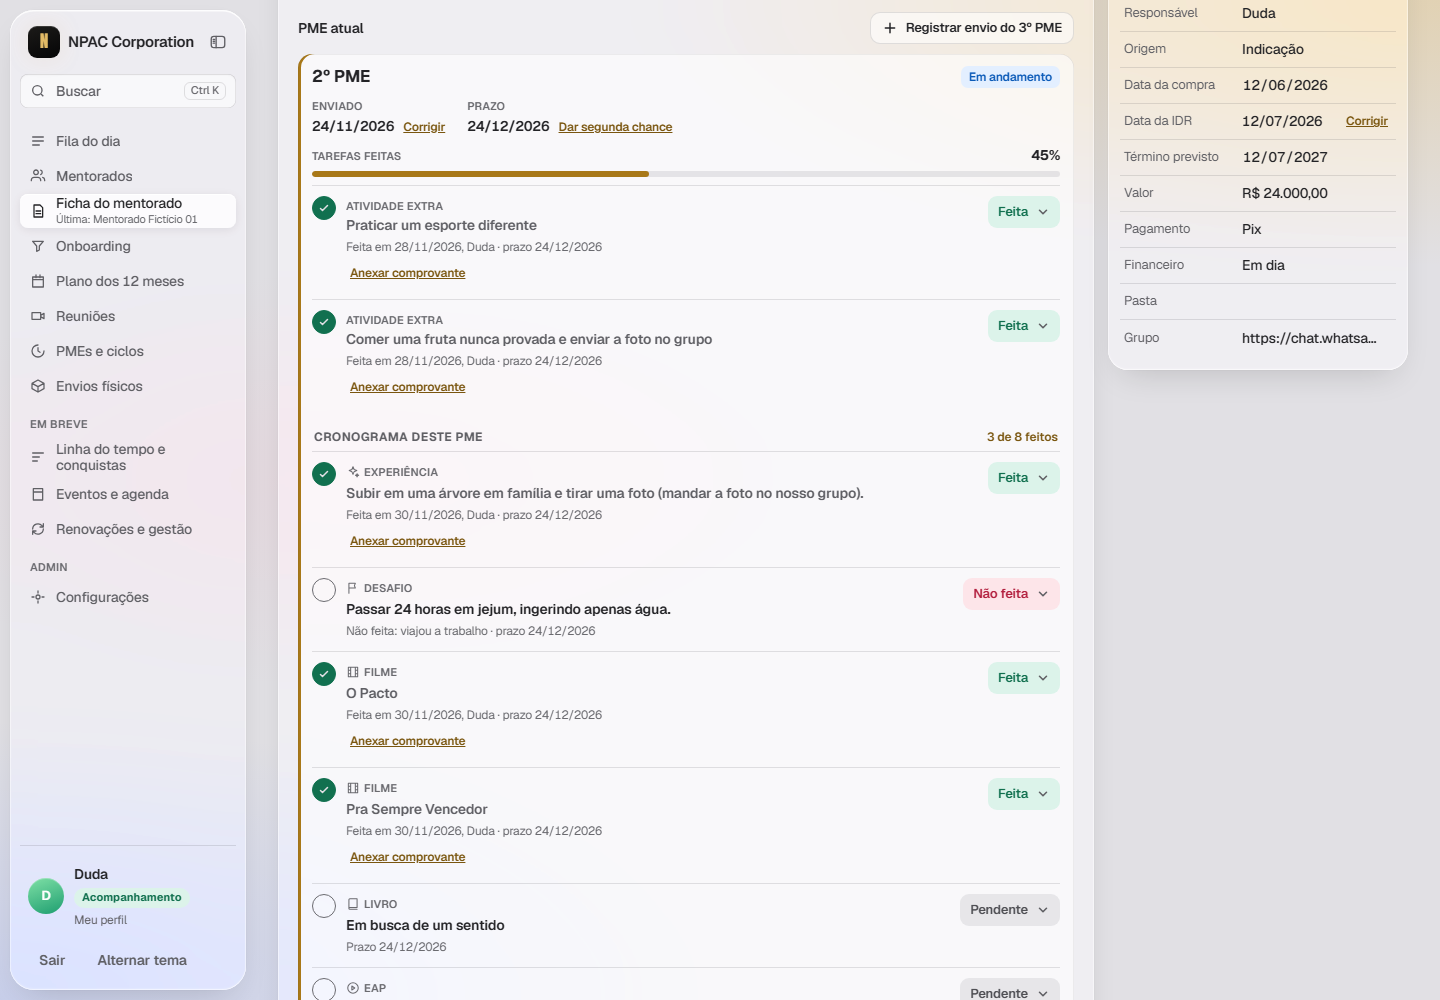 N
NPAC Corporation
Buscar
Ctrl K
Fila do dia
Mentorados
Ficha do mentorado
Última: Mentorado Fictício 01
Onboarding
Plano dos 12 meses
Reuniões
PMEs e ciclos
Envios físicos
EM BREVE
Linha do tempo e
conquistas
Eventos e agenda
Renovações e gestão
ADMIN
Configurações
D
Duda
Acompanhamento
Meu perfil
Sair
Alternar tema
PME atual
Registrar envio do 3º PME
2º PME
Em andamento
ENVIADO
24/11/2026 Corrigir
PRAZO
24/12/2026 Dar segunda chance
TAREFAS FEITAS
45%
ATIVIDADE EXTRA
Praticar um esporte diferente
Feita em 28/11/2026, Duda · prazo 24/12/2026
Anexar comprovante
Feita
ATIVIDADE EXTRA
Comer uma fruta nunca provada e enviar a foto no grupo
Feita em 28/11/2026, Duda · prazo 24/12/2026
Anexar comprovante
Feita
CRONOGRAMA DESTE PME
3 de 8 feitos
EXPERIÊNCIA
Subir em uma árvore em família e tirar uma foto (mandar a foto no nosso grupo).
Feita em 30/11/2026, Duda · prazo 24/12/2026
Anexar comprovante
Feita
DESAFIO
Passar 24 horas em jejum, ingerindo apenas água.
Não feita: viajou a trabalho · prazo 24/12/2026
Não feita
FILME
O Pacto
Feita em 30/11/2026, Duda · prazo 24/12/2026
Anexar comprovante
Feita
FILME
Pra Sempre Vencedor
Feita em 30/11/2026, Duda · prazo 24/12/2026
Anexar comprovante
Feita
LIVRO
Em busca de um sentido
Prazo 24/12/2026
Pendente
EAP
Pendente
Responsável Duda
Origem Indicação
Data da compra 12/06/2026
Data da IDR 12/07/2026 Corrigir
Término previsto 12/07/2027
Valor R$ 24.000,00
Pagamento Pix
Financeiro Em dia
Pasta
Grupo https://chat.whatsa...